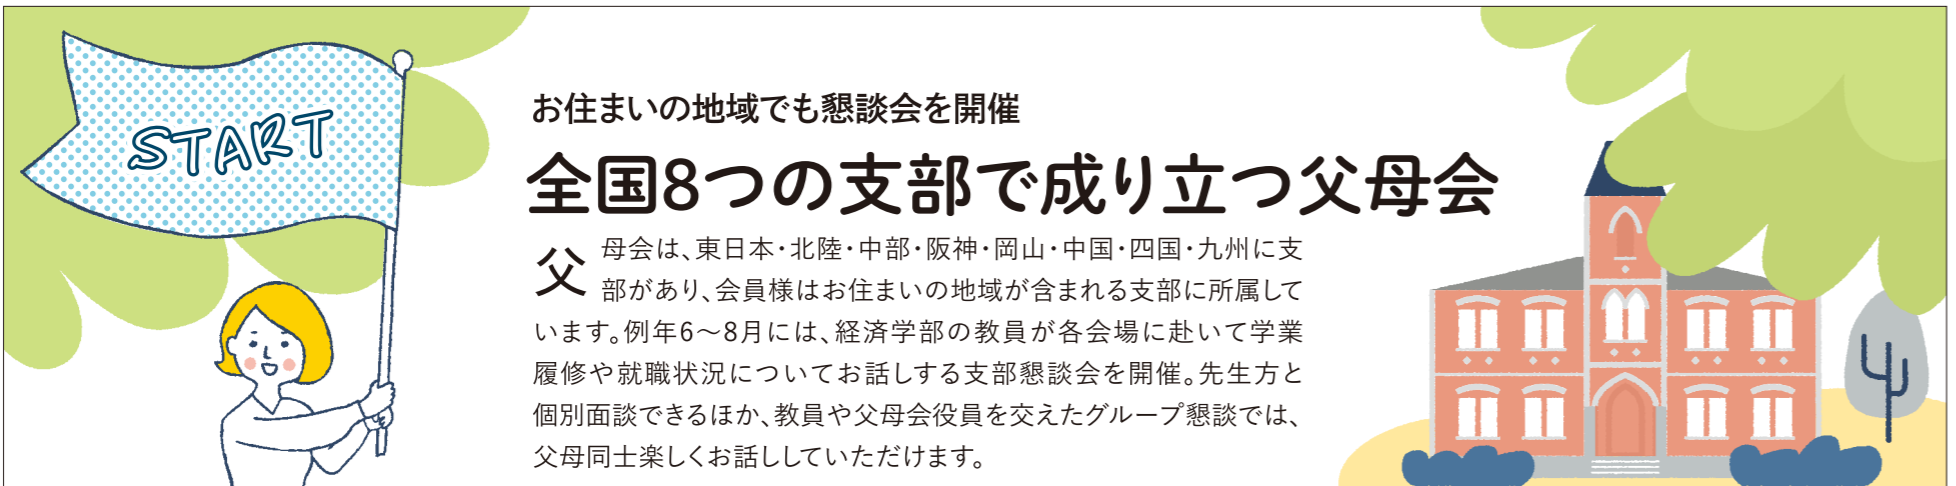 START
お住まいの地域でも懇談会を開催
全国8つの支部で成り立つ父母会
父母会は、東日本・北陸・中部・阪神・岡山・中国・四国・九州に支
部があり、会員様はお住まいの地域が含まれる支部に所属して
います。例年6〜8月には、経済学部の教員が各会場に赴いて学業
履修や就職状況についてお話しする支部懇談会を開催。先生方と
個別面談できるほか、教員や父母会役員を交えたグループ懇談では、
父母同士楽しくお話ししていただけます。